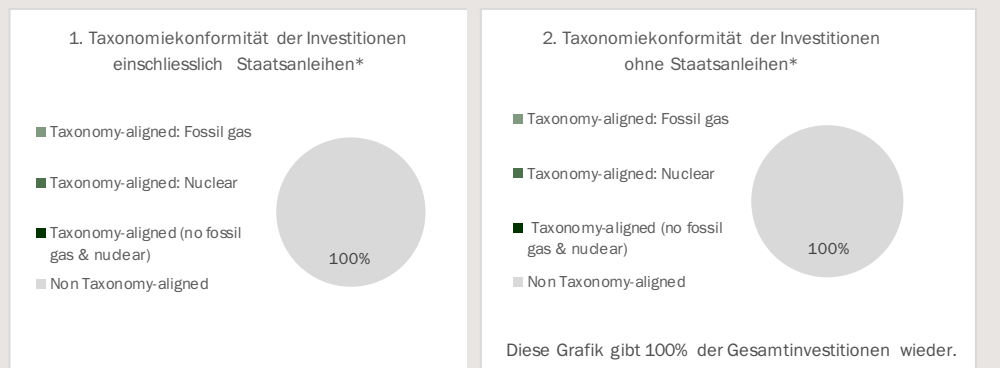 1. Taxonomiekonformität der Investitionen
einschliesslich Staatsanleihen*
Taxonomy-aligned: Fossil gas
Taxonomy-aligned: Nuclear
Taxonomy-aligned (no fossil
gas & nuclear)
Non Taxonomy-aligned
100%
2. Taxonomiekonformität der Investitionen
ohne Staatsanleihen*
Taxonomy-aligned: Fossil gas
Taxonomy-aligned: Nuclear
Taxonomy-aligned (no fossil
gas & nuclear)
Non Taxonomy-aligned
100%
Diese Grafik gibt 100% der Gesamtinvestitionen wieder.